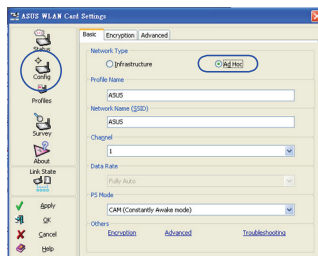 ASUS WLAN Card Settings
Status
Config
Profiles
Survey
About
Link State
Apply
OK
Cancel
Help
Basic Encryption Advanced
Network Type
Infrastructure Ad Hoc
Profile Name
ASUS
Network Name (SSID)
ASUS
Channel
1
Data Rate
Fully Auto
PS Mode
CAM (Constantly Awake mode)
Others
Encryption Advanced Troubleshooting